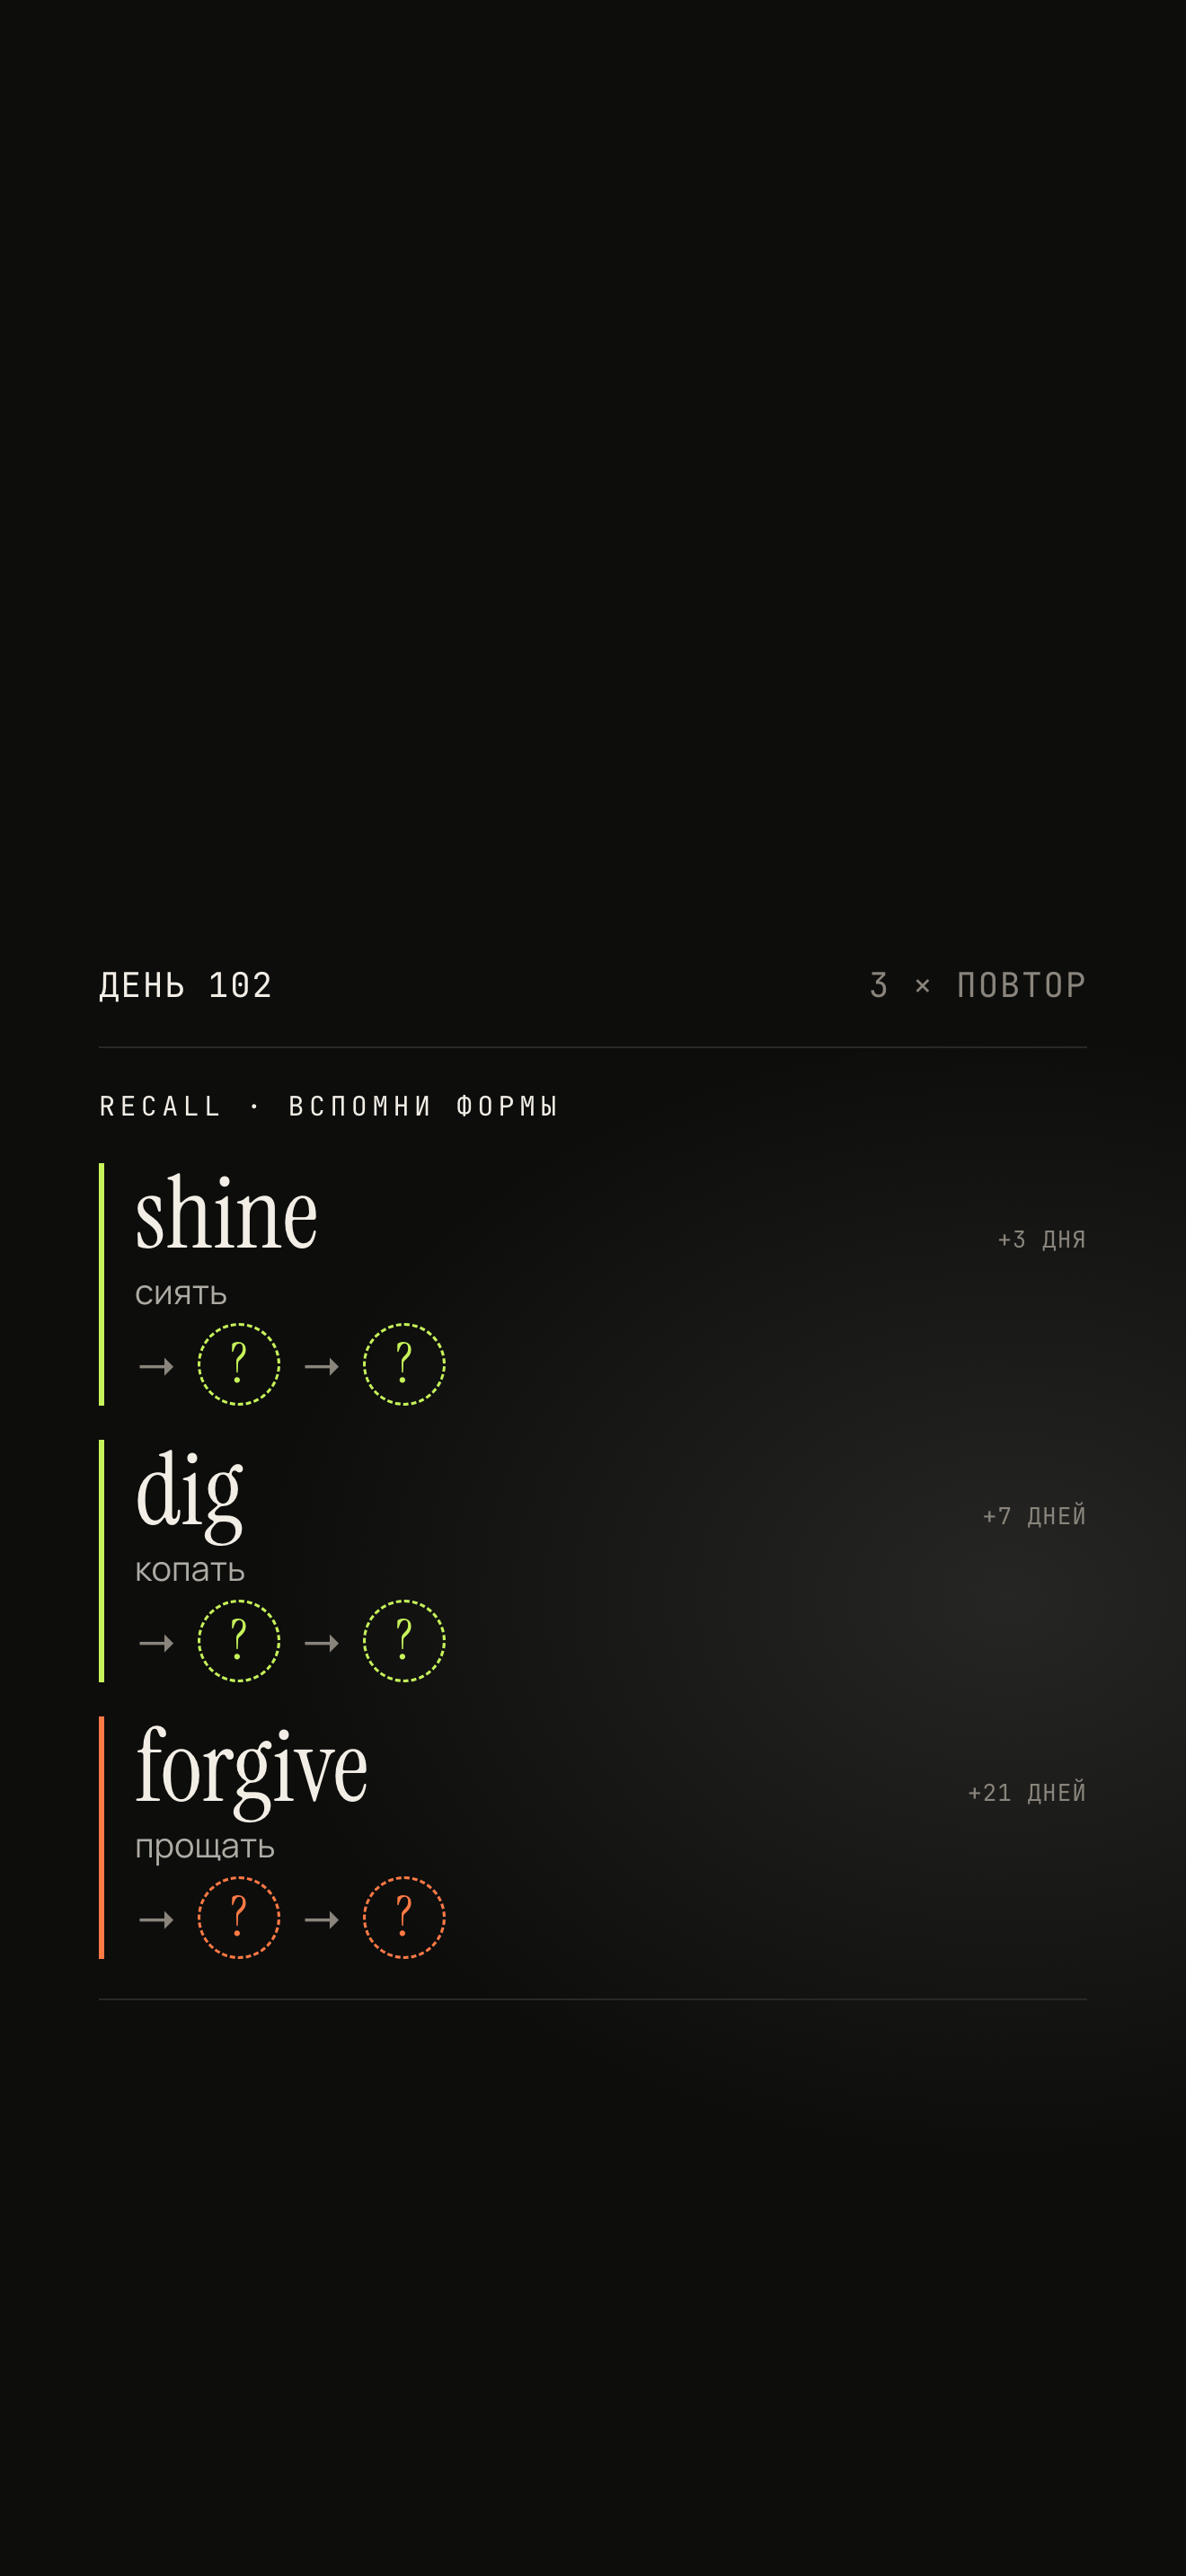 ДЕНЬ 102
3 × ПОВТОР
RECALL · ВСПОМНИ ФОРМЫ
shine
+3 ДНЯ
сиять
→ ? → ?
dig
+7 ДНЕЙ
копать
→ ? → ?
forgive
+21 ДНЕЙ
прощать
→ ? → ?